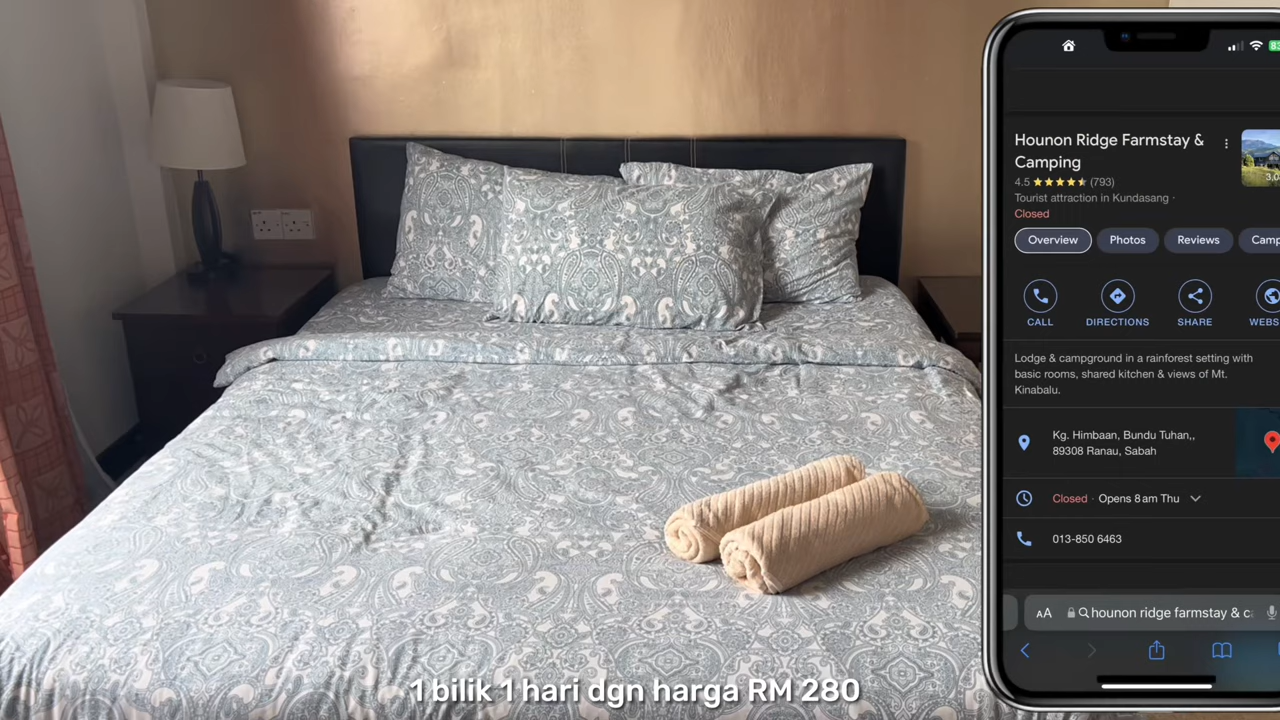 83
Hounon Ridge Farmstay &
Camping
3,0
4.5 ★★★★★ (793)
Tourist attraction in Kundasang ·
Closed
Overview
Photos
Reviews
Camp
CALL
DIRECTIONS
SHARE
WEBS
Lodge & campground in a rainforest setting with
basic rooms, shared kitchen & views of Mt.
Kinabalu.
Kg. Himbaan, Bundu Tuhan,,
89308 Ranau, Sabah
Closed · Opens 8 am Thu
013-850 6463
AA hounon ridge farmstay & c
1 bilik 1 hari dgn harga RM 280